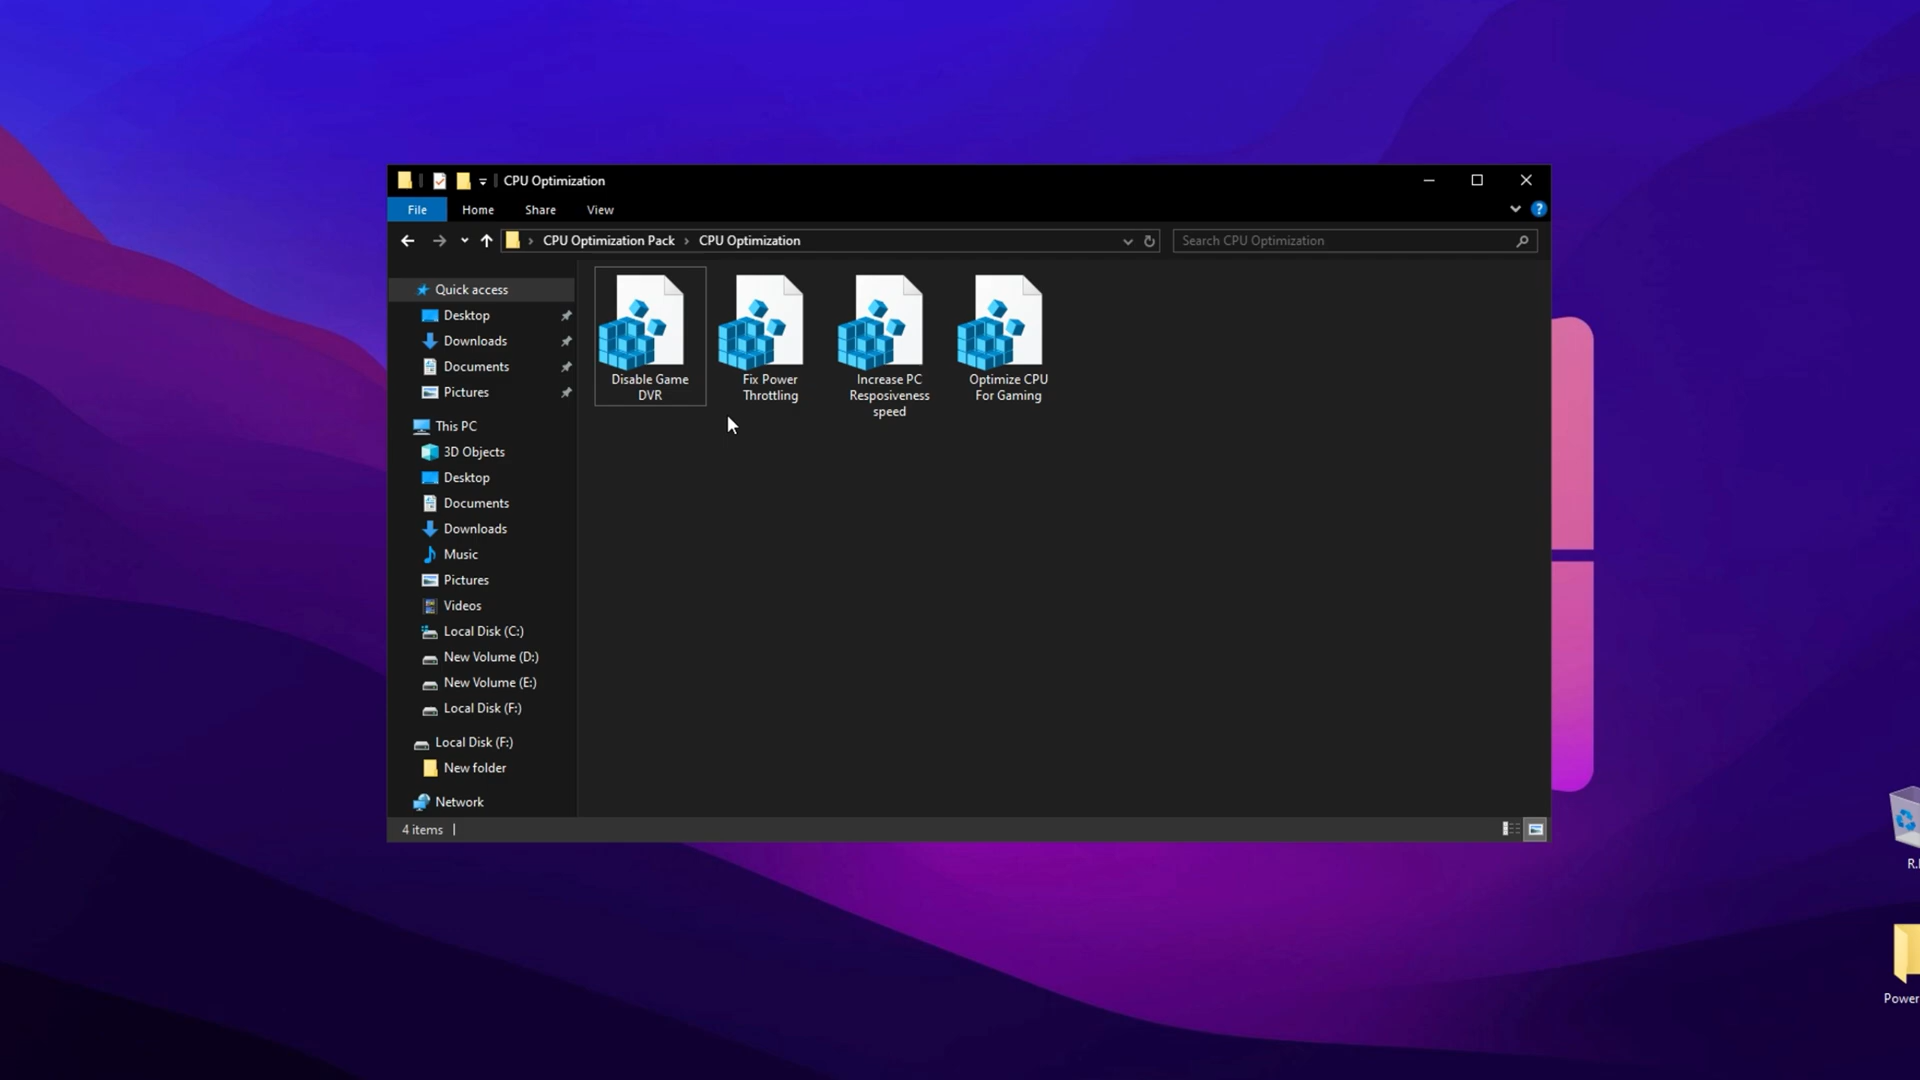 CPU Optimization
File Home Share View
CPU Optimization Pack CPU Optimization
Search CPU Optimization
Quick access
Desktop
Downloads
Documents
Pictures
This PC
3D Objects
Desktop
Documents
Downloads
Music
Pictures
Videos
Local Disk (C:)
New Volume (D:)
New Volume (E:)
Local Disk (F:)
Local Disk (F:)
New folder
Network
Disable Game
DVR
Fix Power
Throttling
Increase PC
Resposiveness
speed
Optimize CPU
For Gaming
4 items
R.
Power